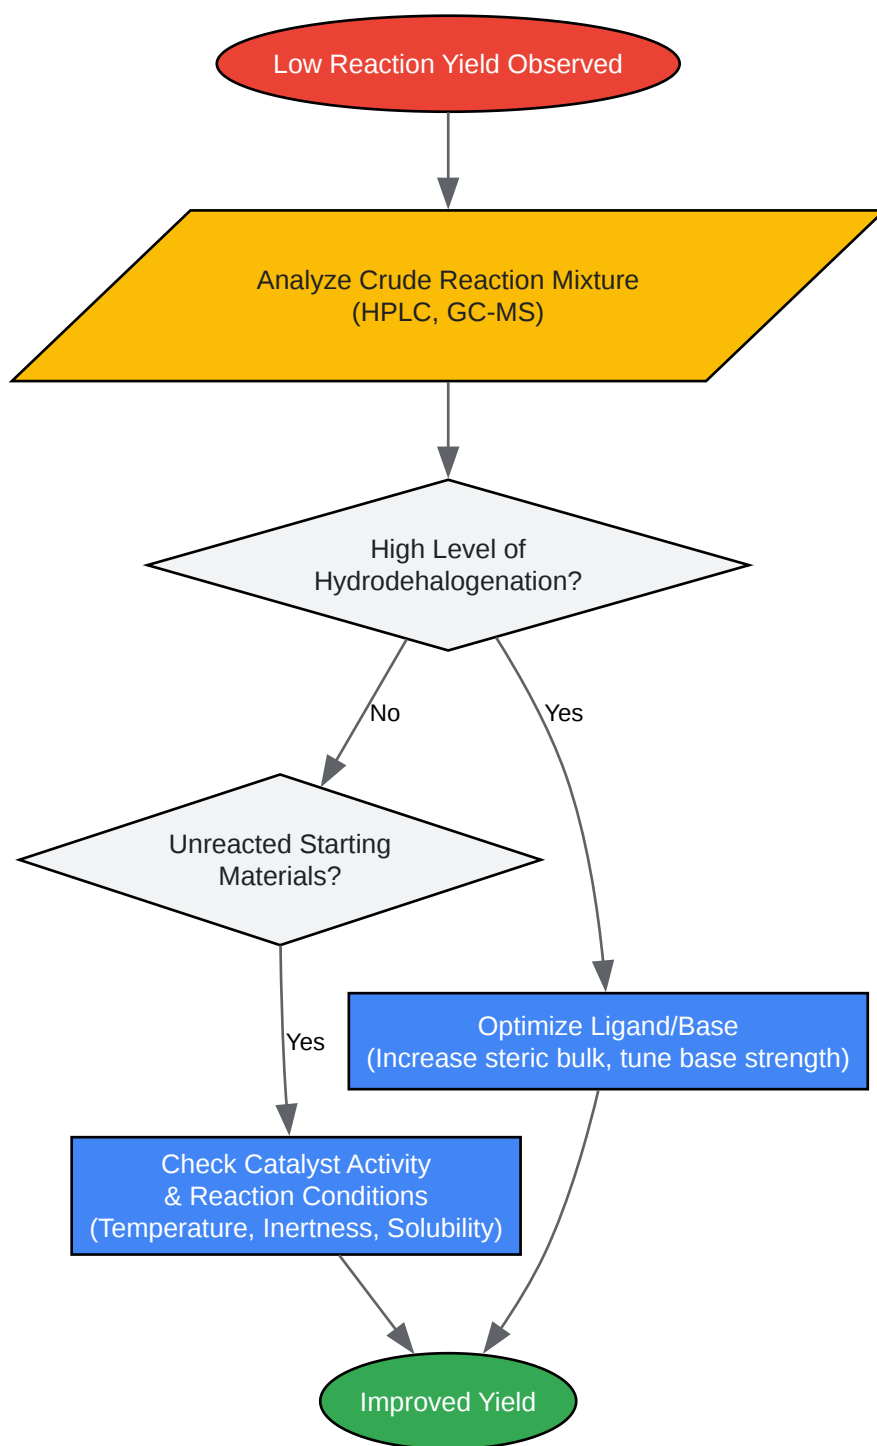 Low Reaction Yield Observed
Analyze Crude Reaction Mixture
(HPLC, GC-MS)
High Level of
Hydrodehalogenation?
No
Yes
Unreacted Starting
Materials?
Optimize Ligand/Base
(Increase steric bulk, tune base strength)
Yes
Check Catalyst Activity
& Reaction Conditions
(Temperature, Inertness, Solubility)
Improved Yield